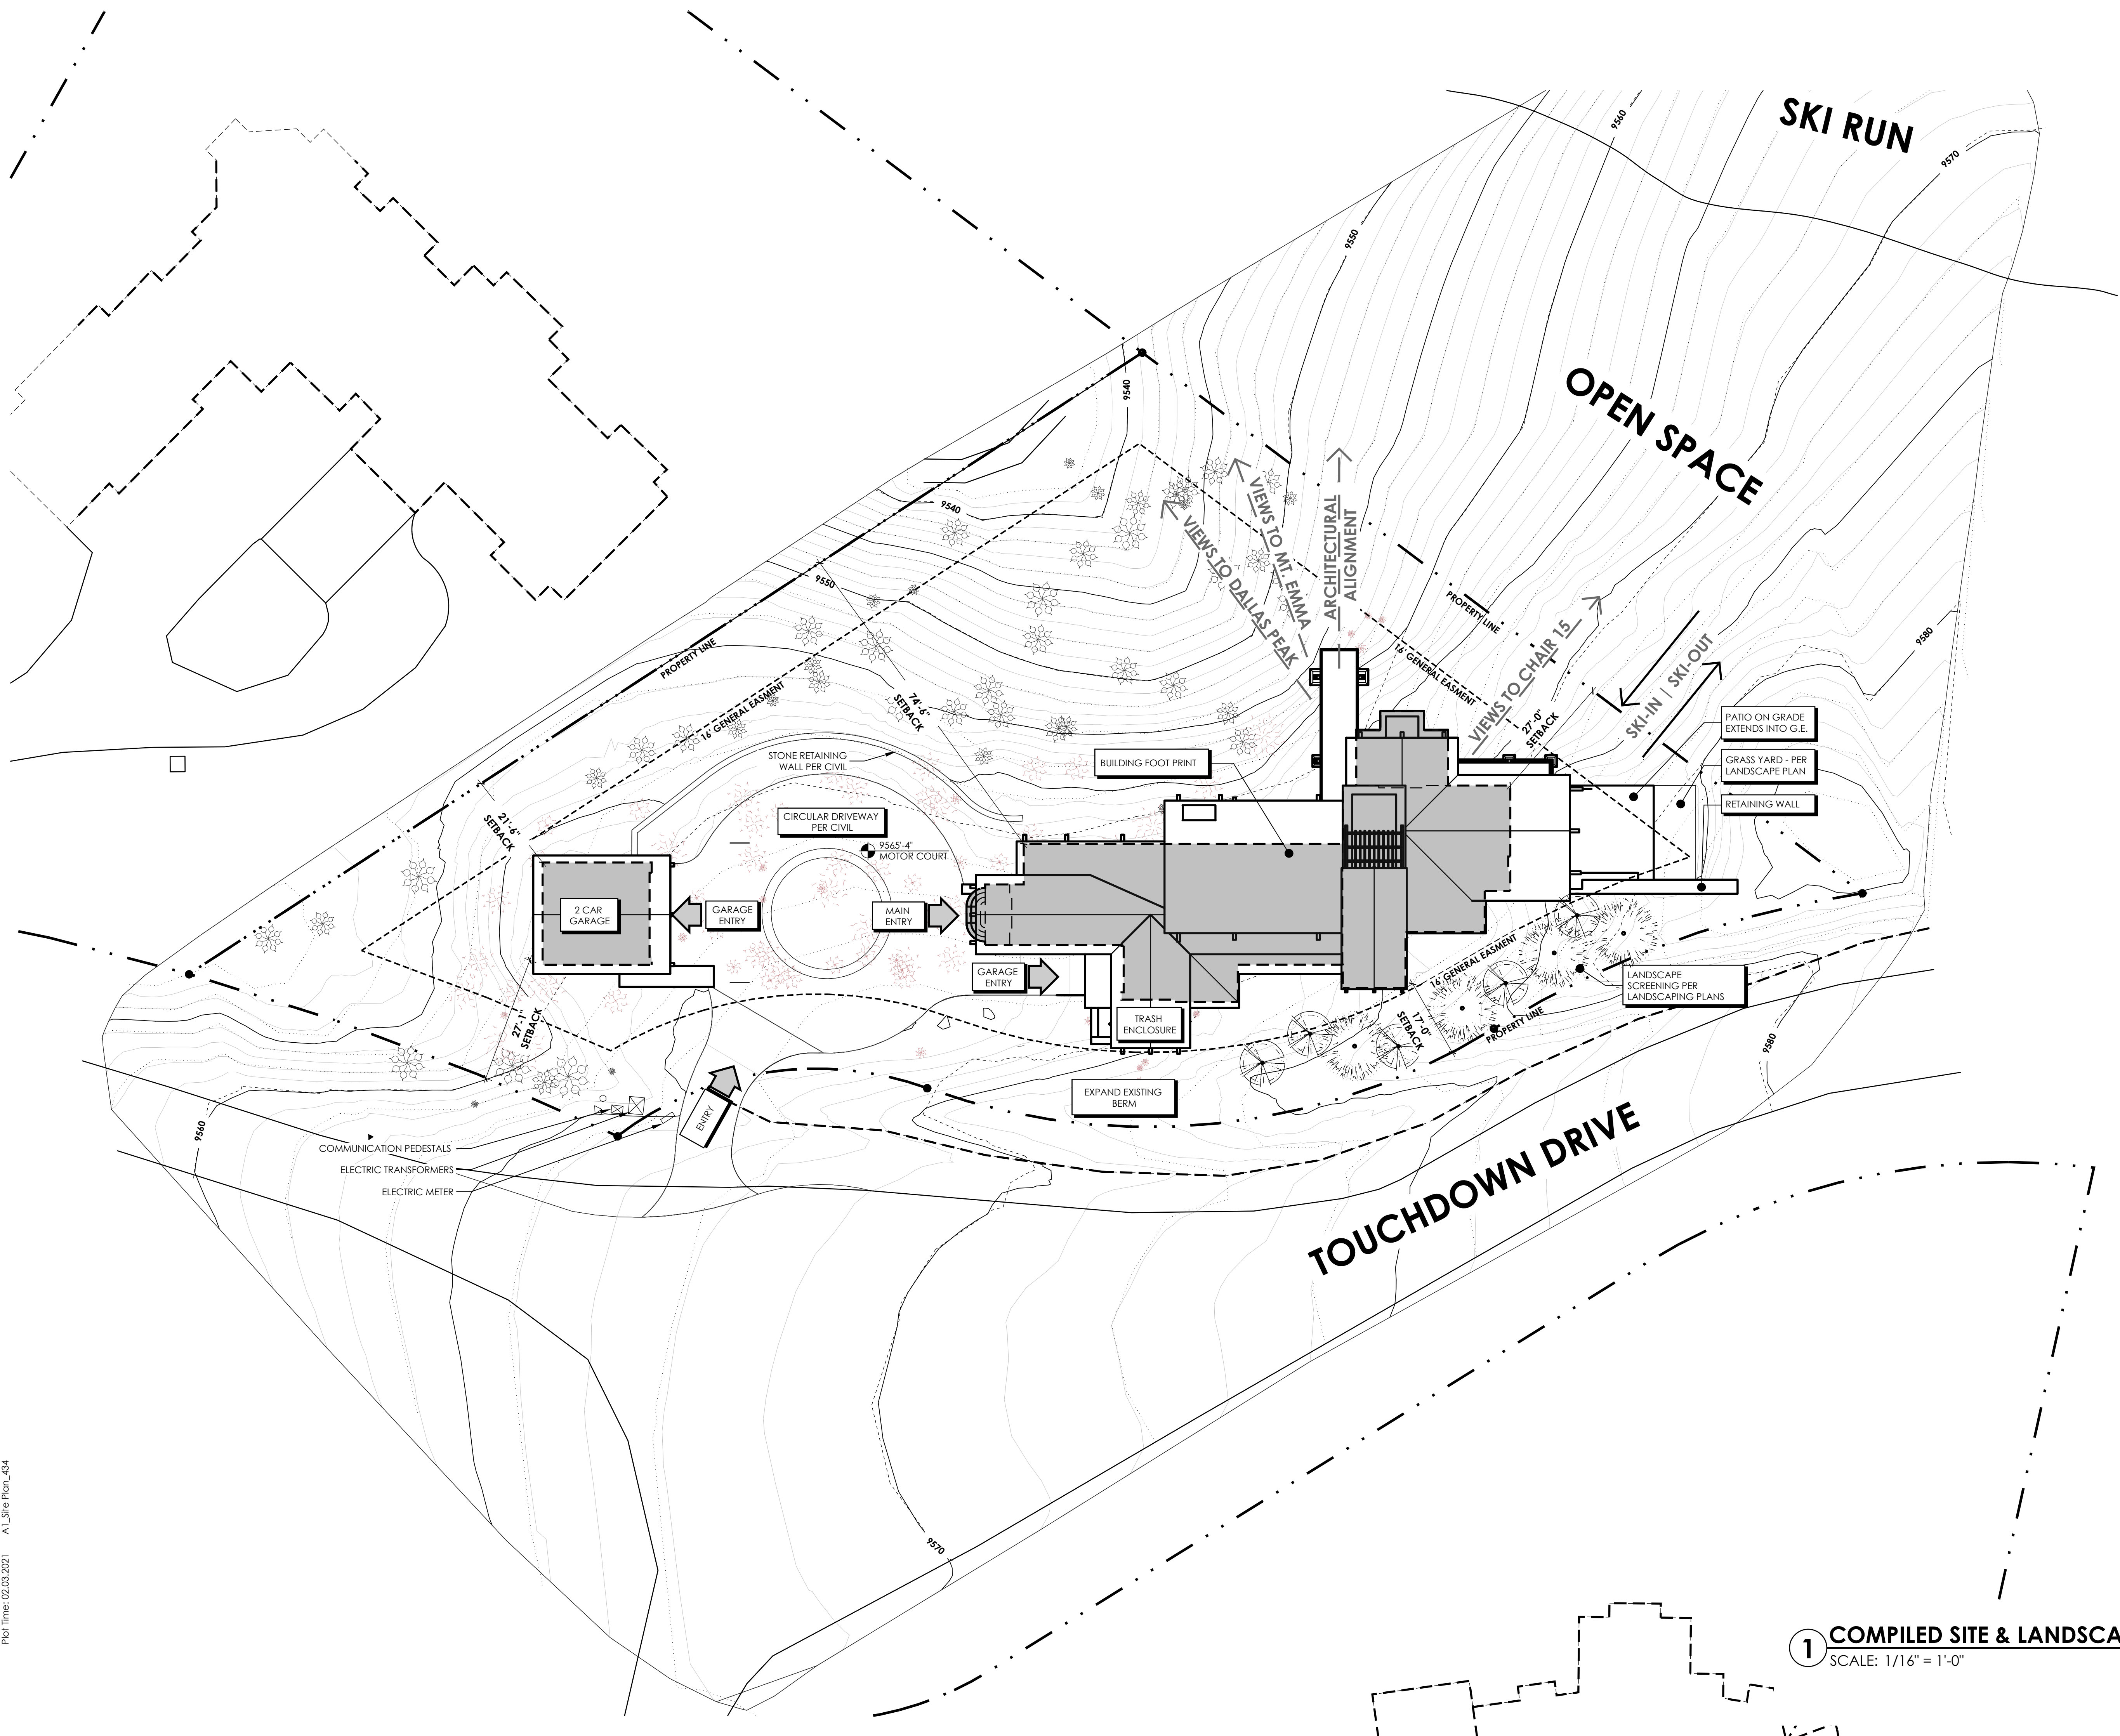 SKI RUN
9560
9570
9550
OPEN SPACE
9540
9540
VIEWS TO MT. EMMA
VIEWS TO DALLAS PEAK
ARCHITECTURAL
ALIGNMENT
9550
PROPERTY LINE
PROPERTY LINE
16' GENERAL EASMENT
16' GENERAL EASMENT
VIEWS TO CHAIR 15
SKI-IN | SKI-OUT
9580
74'-6"
SETBACK
27'-0"
SETBACK
PATIO ON GRADE
EXTENDS INTO G.E.
STONE RETAINING
WALL PER CIVIL
BUILDING FOOT PRINT
GRASS YARD - PER
LANDSCAPE PLAN
RETAINING WALL
21'-6"
SETBACK
CIRCULAR DRIVEWAY
PER CIVIL
9565'-4"
MOTOR COURT
2 CAR
GARAGE
GARAGE
ENTRY
MAIN
ENTRY
GARAGE
ENTRY
16' GENERAL EASMENT
LANDSCAPE
SCREENING PER
LANDSCAPING PLANS
27'-1"
SETBACK
TRASH
ENCLOSURE
17'-0"
SETBACK
PROPERTY LINE
9580
EXPAND EXISTING
BERM
ENTRY
9560
COMMUNICATION PEDESTALS
ELECTRIC TRANSFORMERS
ELECTRIC METER
TOUCHDOWN DRIVE
9570
Plot Time: 02.03.2021 A1_Site Plan_434
1 COMPILED SITE & LANDSCA
SCALE: 1/16" = 1'-0"